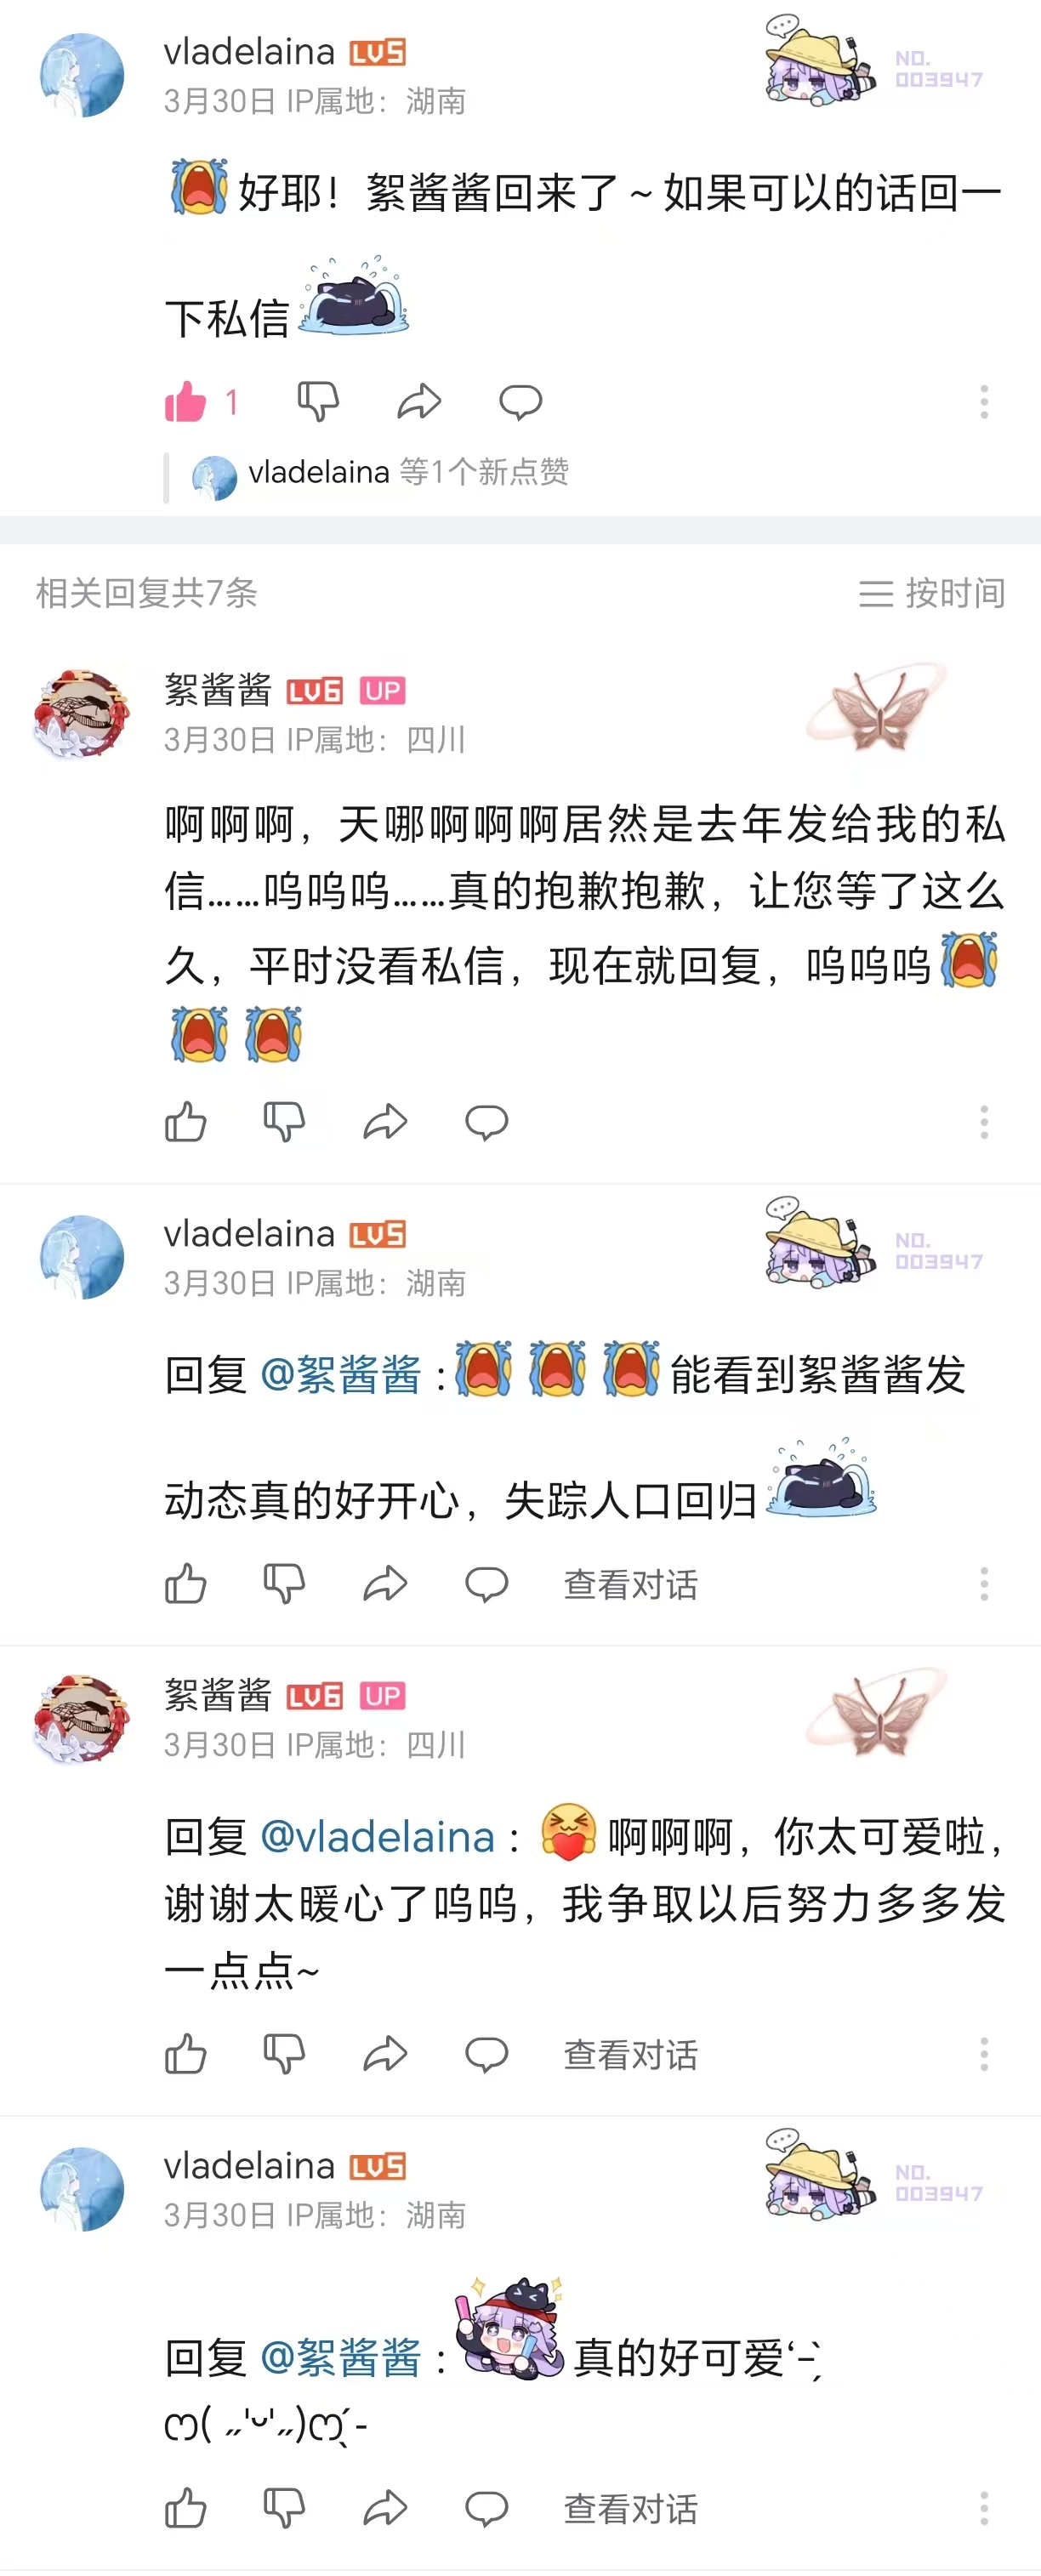 vladelaina LV5
3月30日 IP属地：湖南
NO.
003947
好耶！絮酱酱回来了～如果可以的话回一
下私信
1
vladelaina 等1个新点赞
相关回复共7条
按时间
絮酱酱 LV6 UP
3月30日 IP属地：四川
啊啊啊，天哪啊啊啊居然是去年发给我的私
信……呜呜呜……真的抱歉抱歉，让您等了这么
久，平时没看私信，现在就回复，呜呜呜
vladelaina LV5
3月30日 IP属地：湖南
NO.
003947
回复 @絮酱酱 :能看到絮酱酱发
动态真的好开心，失踪人口回归
查看对话
絮酱酱 LV6 UP
3月30日 IP属地：四川
回复 @vladelaina : 啊啊啊，你太可爱啦，
谢谢太暖心了呜呜，我争取以后努力多多发
一点点~
查看对话
vladelaina LV5
3月30日 IP属地：湖南
NO.
003947
回复 @絮酱酱 :真的好可爱‘-ˏ̀
ෆ( ˶'ᵕ'˶)ෆˎ́-
查看对话